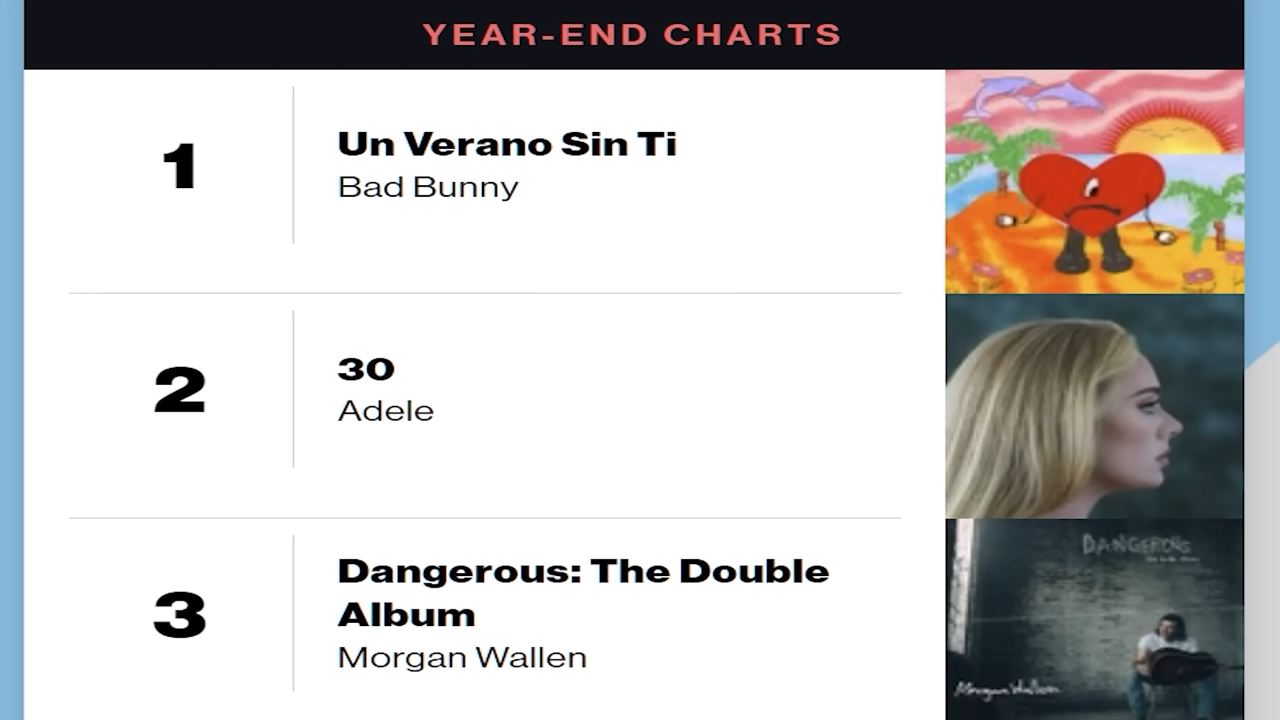 YEAR-END CHARTS
1
Un Verano Sin Ti
Bad Bunny
2
30
Adele
3
Dangerous: The Double
Album
Morgan Wallen
DANGEROUS
Morgan Wallen